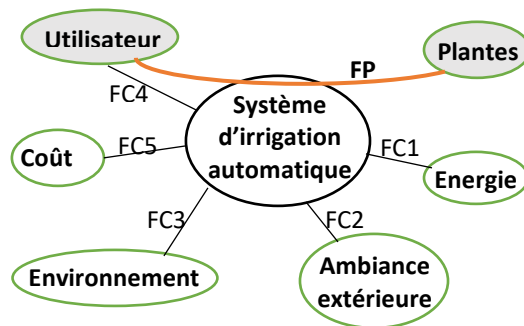 Utilisateur
Plantes
FP
FC4
Système
d'irrigation
automatique
Coût
FC5
FC1
Energie
FC3
FC2
Environnement
Ambiance
extérieure